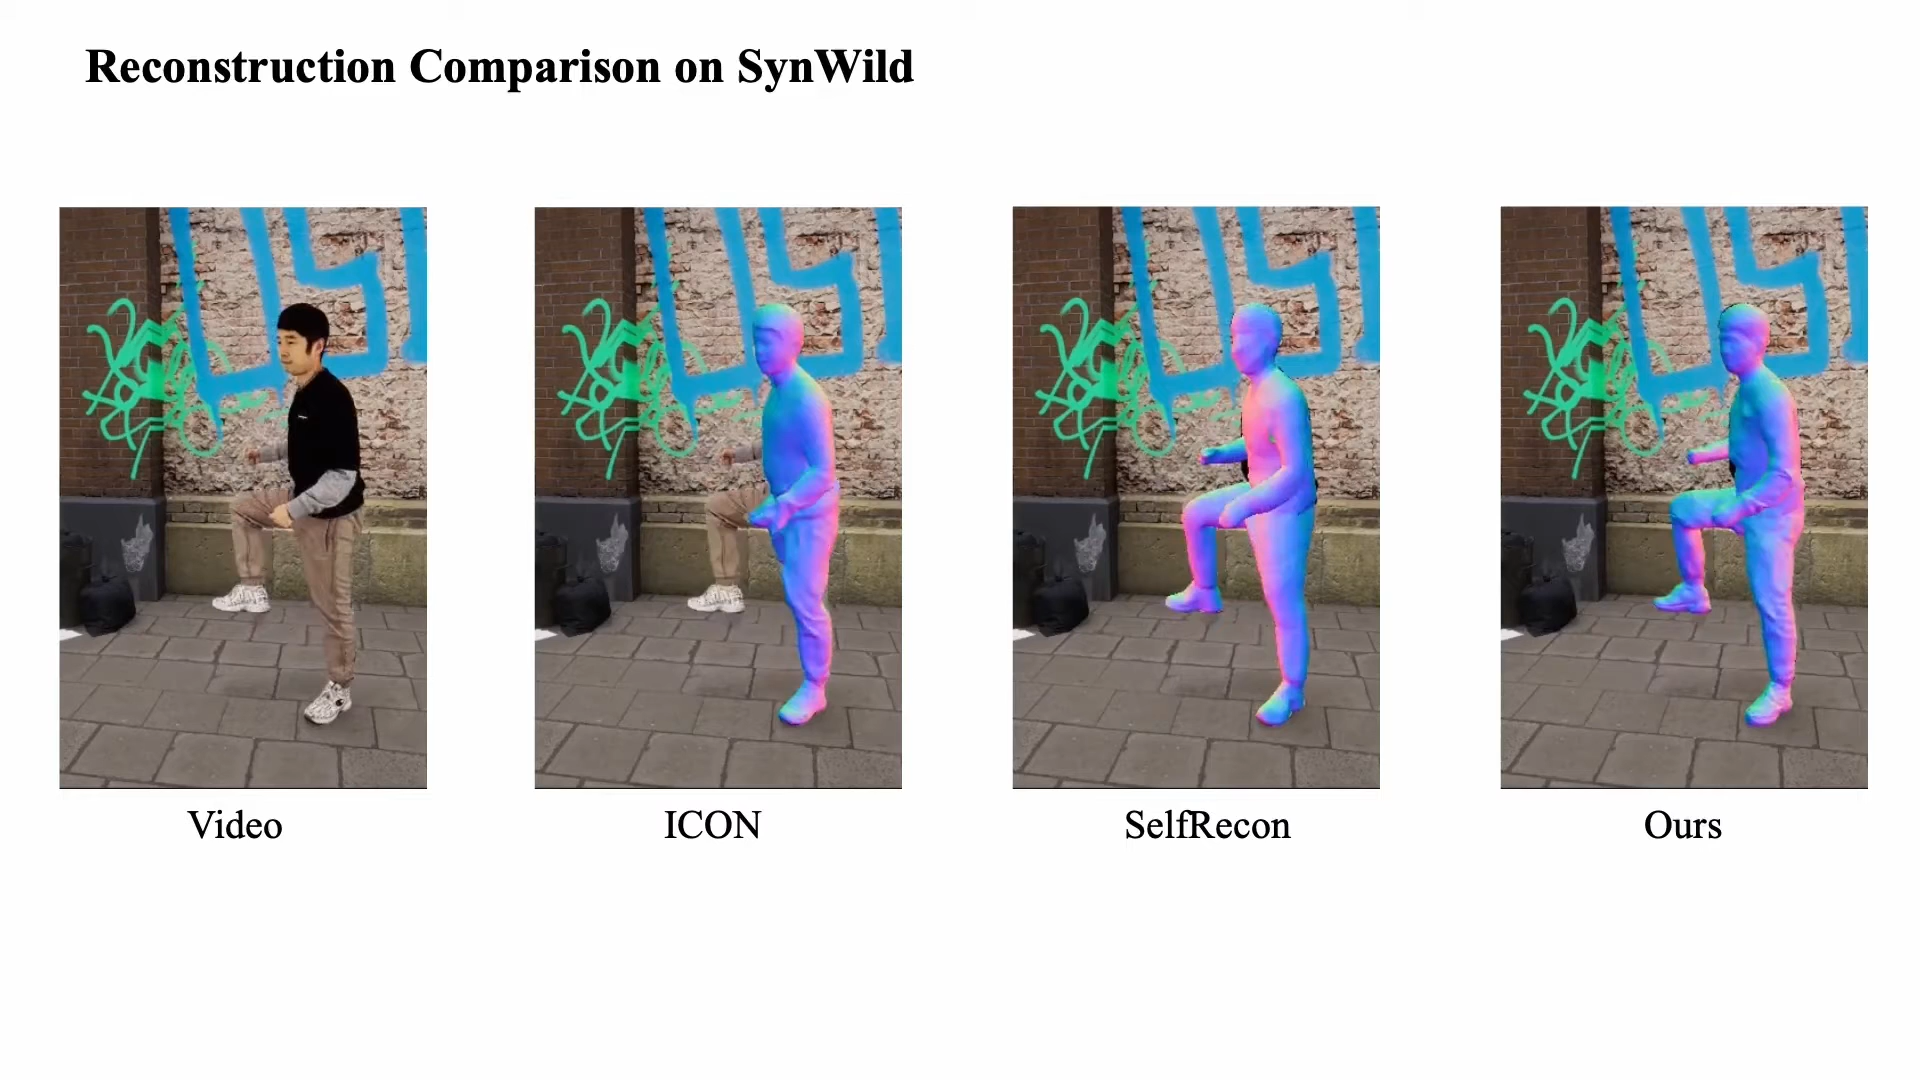 Reconstruction Comparison on SynWild
Video
ICON
SelfRecon
Ours